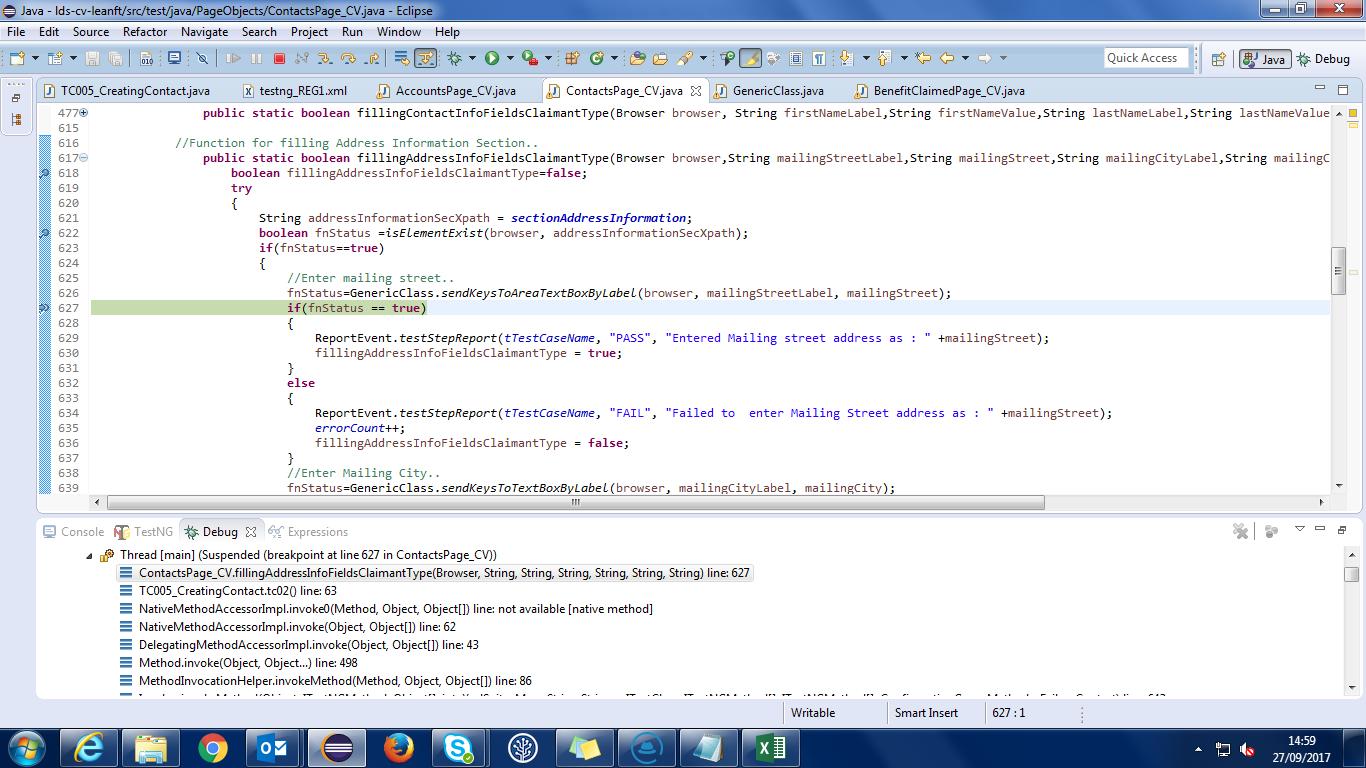 Java - lds-cv-leanft/src/test/java/PageObjects/ContactsPage_CV.java - Eclipse
File Edit Source Refactor Navigate Search Project Run Window Help
Quick Access Java Debug
TC005_CreatingContact.java testng_REG1.xml AccountsPage_CV.java ContactsPage_CV.java GenericClass.java BenefitClaimedPage_CV.java
477 public static boolean fillingContactInfoFieldsClaimantType(Browser browser, String firstNameLabel,String firstNameValue,String lastNameLabel,String lastNameValue
615
616 //Function for filling Address Information Section..
617 public static boolean fillingAddressInfoFieldsClaimantType(Browser browser,String mailingStreetLabel,String mailingStreet,String mailingCityLabel,String mailingC
618 boolean fillingAddressInfoFieldsClaimantType=false;
619 try
620 {
621 String addressInformationSecXpath = sectionAddressInformation;
622 boolean fnStatus =isElementExist(browser, addressInformationSecXpath);
623 if(fnStatus==true)
624 {
625 //Enter mailing street..
626 fnStatus=GenericClass.sendKeysToAreaTextBoxByLabel(browser, mailingStreetLabel, mailingStreet);
627 if(fnStatus == true)
628 {
629 ReportEvent.testStepReport(tTestCaseName, "PASS", "Entered Mailing street address as : " +mailingStreet);
630 fillingAddressInfoFieldsClaimantType = true;
631 }
632 else
633 {
634 ReportEvent.testStepReport(tTestCaseName, "FAIL", "Failed to  enter Mailing Street address as : " +mailingStreet);
635 errorCount++;
636 fillingAddressInfoFieldsClaimantType = false;
637 }
638 //Enter Mailing City..
639 fnStatus=GenericClass.sendKeysToTextBoxByLabel(browser, mailingCityLabel, mailingCity);
Console TestNG Debug Expressions
Thread [main] (Suspended (breakpoint at line 627 in ContactsPage_CV))
ContactsPage_CV.fillingAddressInfoFieldsClaimantType(Browser, String, String, String, String, String, String) line: 627
TC005_CreatingContact.tc02() line: 63
NativeMethodAccessorImpl.invoke0(Method, Object, Object[]) line: not available [native method]
NativeMethodAccessorImpl.invoke(Object, Object[]) line: 62
DelegatingMethodAccessorImpl.invoke(Object, Object[]) line: 43
Method.invoke(Object, Object...) line: 498
MethodInvocationHelper.invokeMethod(Method, Object, Object[]) line: 86
Writable Smart Insert 627 : 1
14:59
27/09/2017